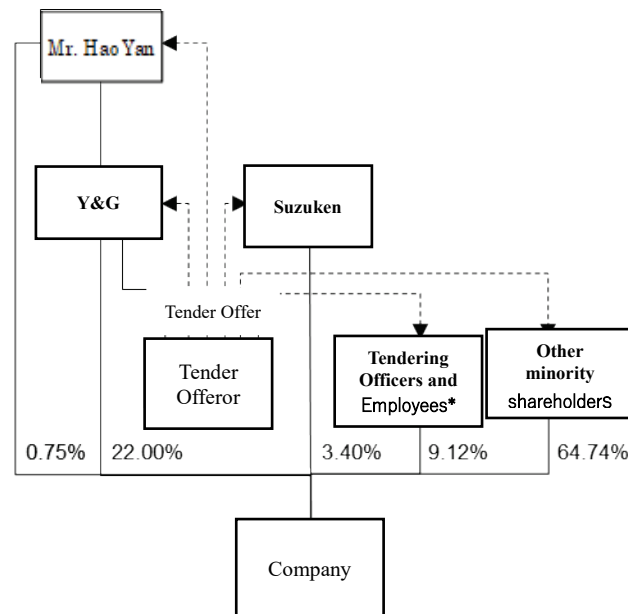 Mr. Hao Yan
Y&G
Suzuken
Tender Offer
Tender
Offeror
Tendering
Officers and
Employees*
Other
minority
shareholders
0.75%
22.00%
3.40%
9.12%
64.74%
Company